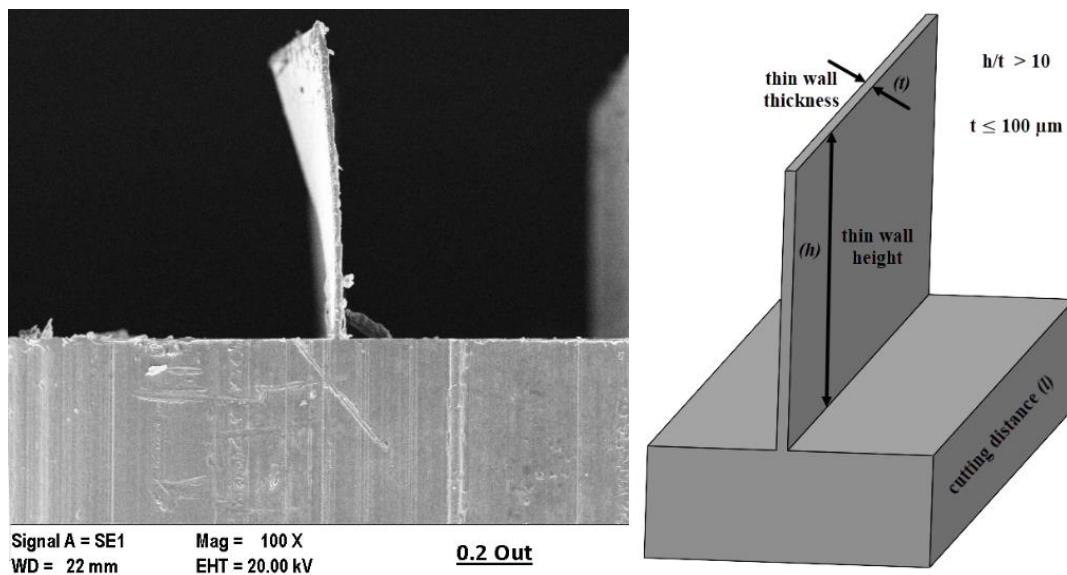 Signal A = SE1 Mag = 100 X
WD = 22 mm EHT = 20.00 kV
0.2 Out
thin wall
thickness
(t)
h/t > 10
t ≤ 100 µm
(h)
thin wall
height
cutting distance (l)